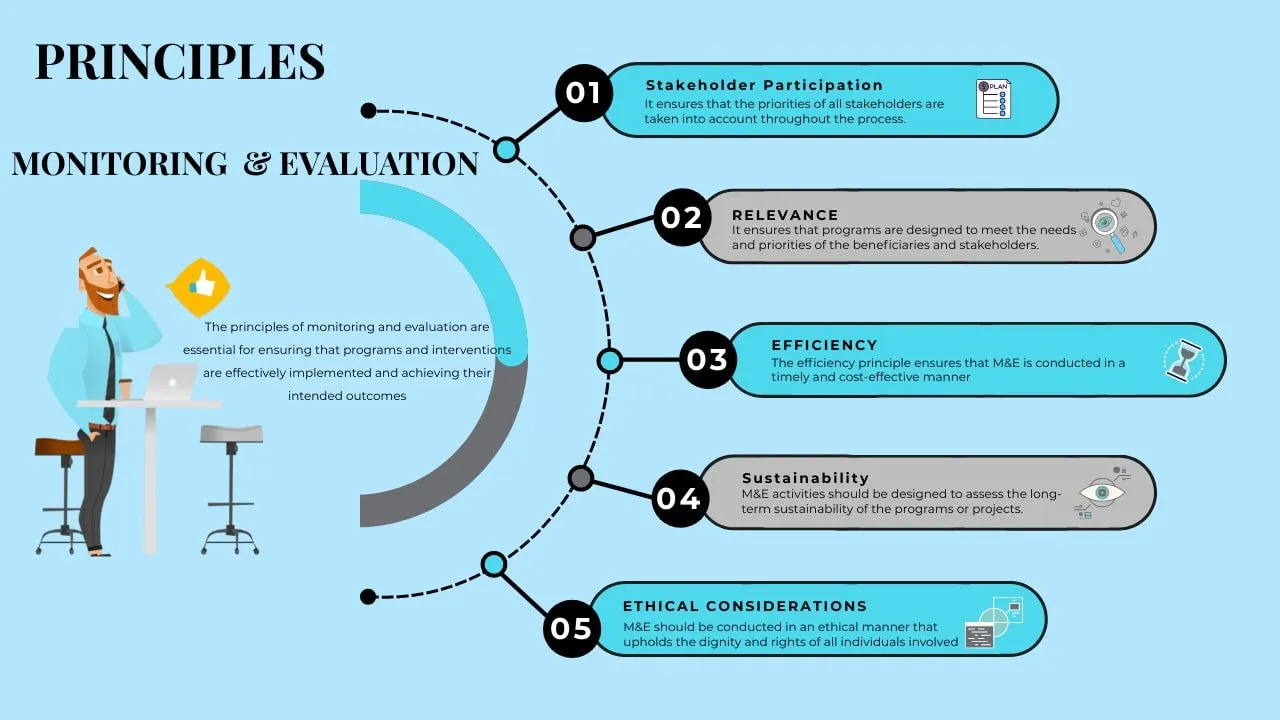 PRINCIPLES
MONITORING & EVALUATION
The principles of monitoring and evaluation are
essential for ensuring that programs and interventions
are effectively implemented and achieving their
intended outcomes
01
Stakeholder Participation
It ensures that the priorities of all stakeholders are
taken into account throughout the process.
$ PLAN
02
RELEVANCE
It ensures that programs are designed to meet the needs
and priorities of the beneficiaries and stakeholders.
03
EFFICIENCY
The efficiency principle ensures that M&E is conducted in a
timely and cost-effective manner
04
Sustainability
M&E activities should be designed to assess the long-
term sustainability of the programs or projects.
05
ETHICAL CONSIDERATIONS
M&E should be conducted in an ethical manner that
upholds the dignity and rights of all individuals involved